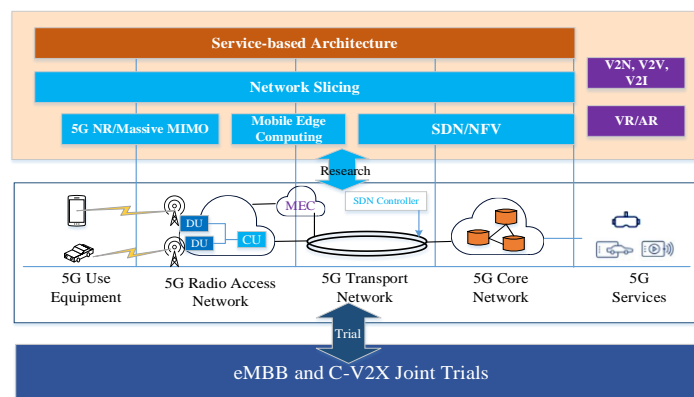 Service-based Architecture
Network Slicing
V2N, V2V,
V2I
5G NR/Massive MIMO
Mobile Edge
Computing
SDN/NFV
VR/AR
Research
MEC
SDN Controller
DU
DU
CU
5G Use
Equipment
5G Radio Access
Network
5G Transport
Network
5G Core
Network
5G
Services
Trial
eMBB and C-V2X Joint Trials